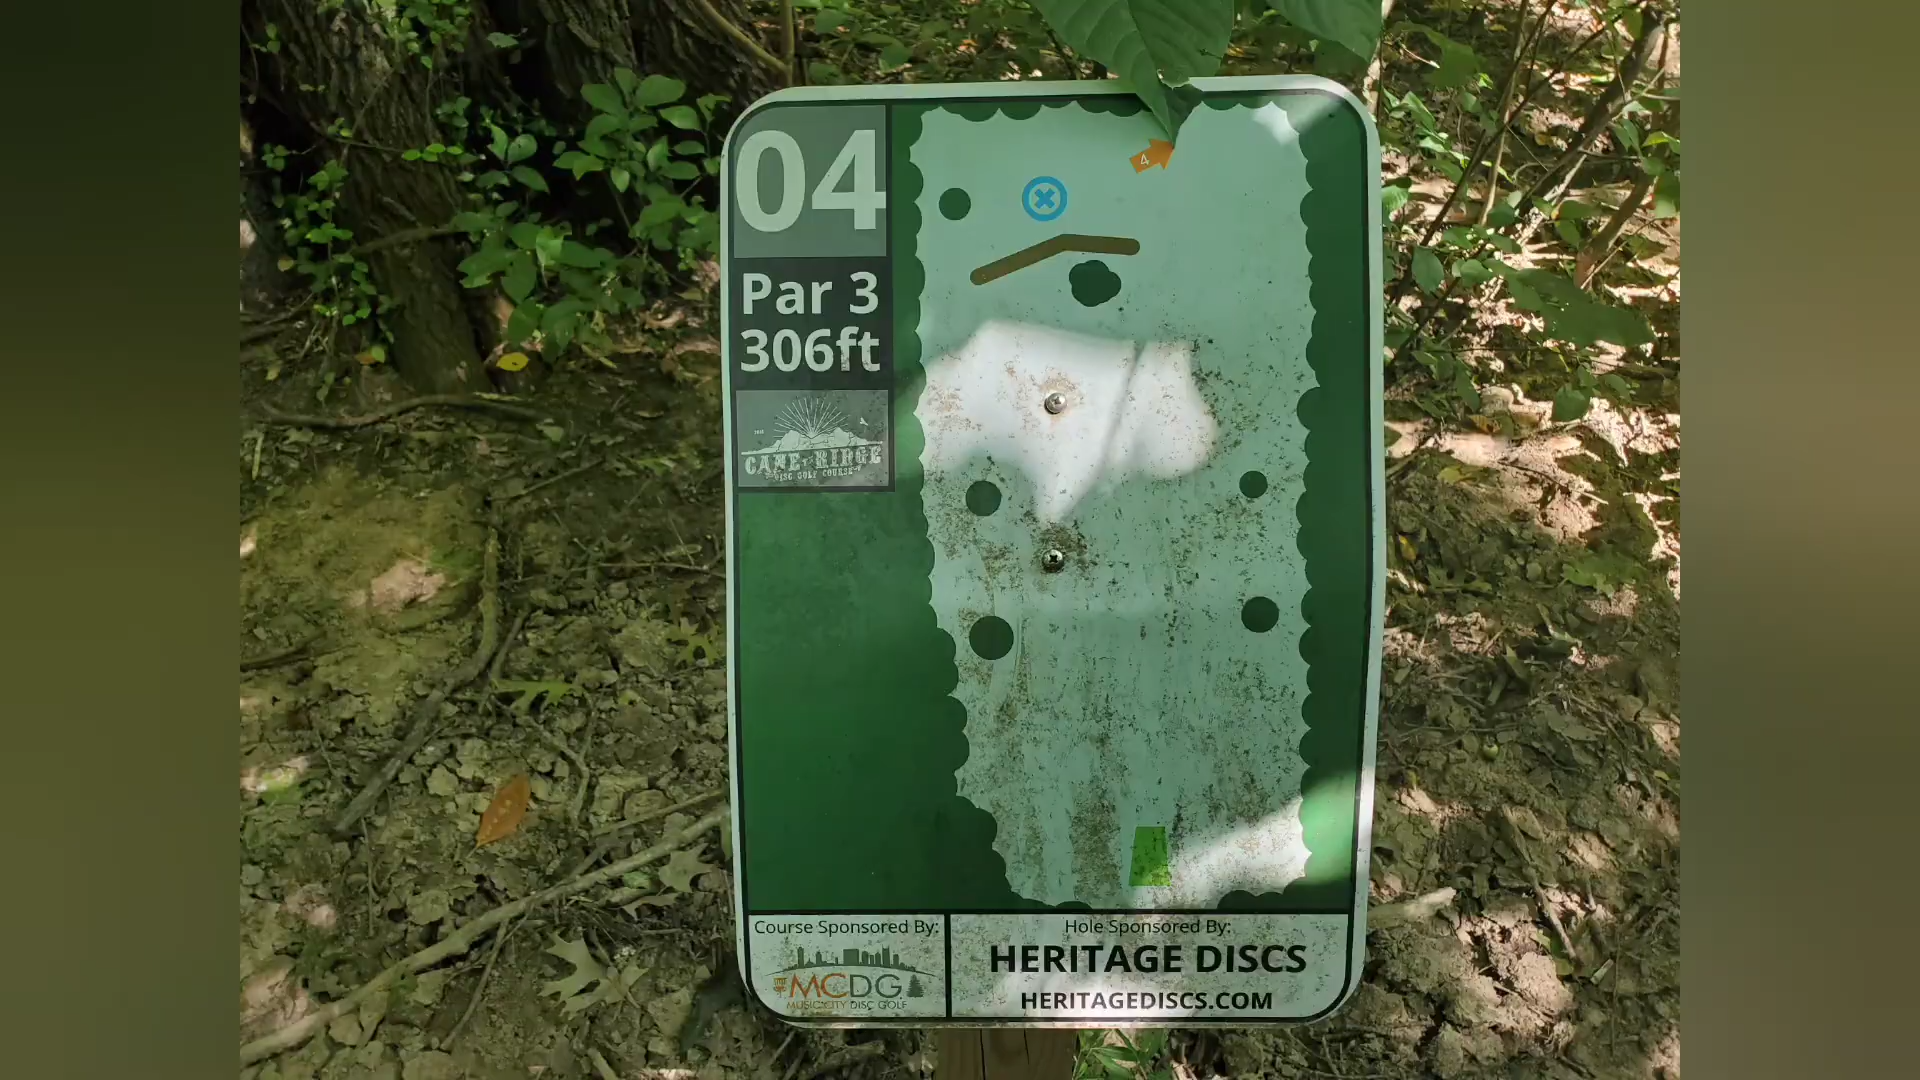 04
Par 3
306ft
CANE RIDGE
DISC GOLF COURSE
4
Course Sponsored By:
MCDG
MUSIC CITY DISC GOLF
Hole Sponsored By:
HERITAGE DISCS
HERITAGEDISCS.COM